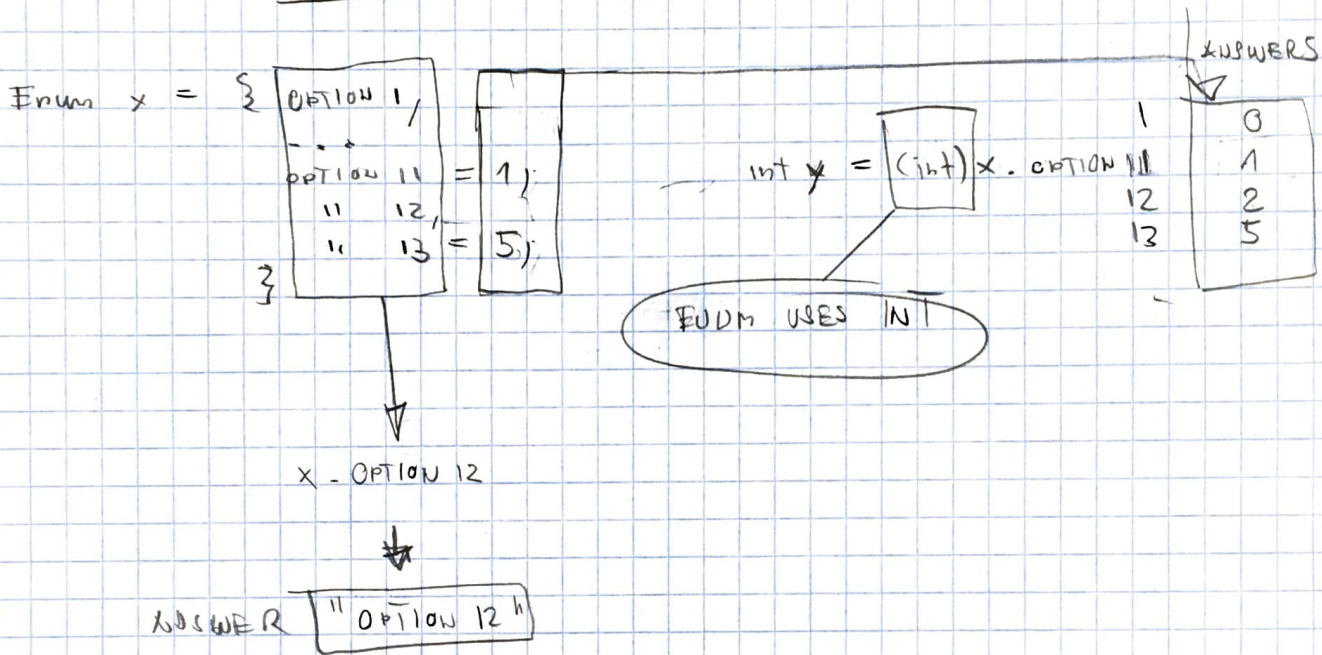 ANSWERS
Enum x = { OPTION 1,
...
OPTION 11 = 1;
" 12,
" 13 = 5;
}
int y = (int) x . OPTION 11
1 0
1
12 2
13 5
ENUM USES INT
x - OPTION 12
ANSWER "OPTION 12"